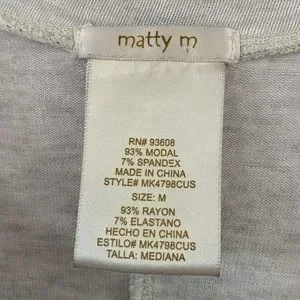 matty m
RN# 93608
93% MODAL
7% SPANDEX
MADE IN CHINA
STYLE# MK4798CUS
SIZE: M
93% RAYON
7% ELASTANO
HECHO EN CHINA
ESTILO# MK4798CUS
TALLA: MEDIANA